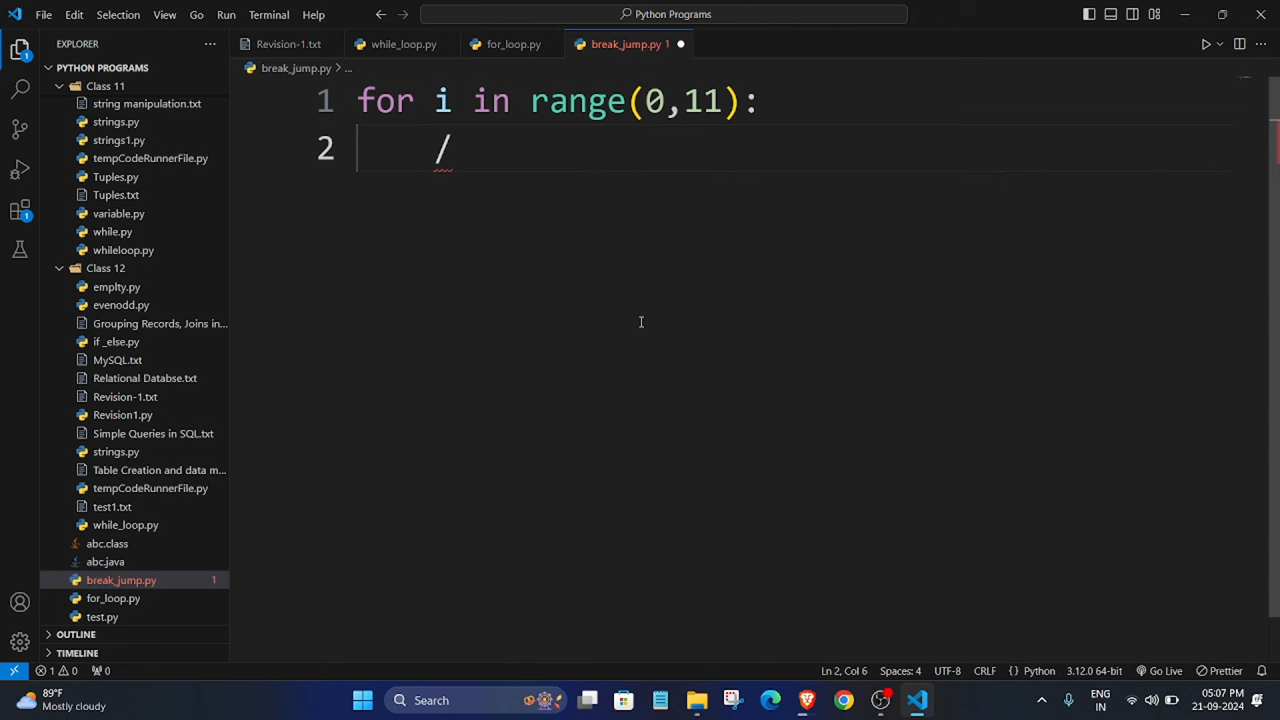 File Edit Selection View Go Run Terminal Help
Python Programs
EXPLORER
PYTHON PROGRAMS
Class 11
string manipulation.txt
strings.py
strings1.py
tempCodeRunnerFile.py
Tuples.py
Tuples.txt
variable.py
while.py
whileloop.py
Class 12
emplty.py
evenodd.py
Grouping Records, Joins in...
if _else.py
MySQL.txt
Relational Databse.txt
Revision-1.txt
Revision1.py
Simple Queries in SQL.txt
strings.py
Table Creation and data m...
tempCodeRunnerFile.py
test1.txt
while_loop.py
abc.class
abc.java
break_jump.py 1
for_loop.py
test.py
OUTLINE
TIMELINE
1
1
Revision-1.txt while_loop.py for_loop.py break_jump.py 1
break_jump.py > ...
1 for i in range(0,11):
2 /
1 0 0 Ln 2, Col 6 Spaces: 4 UTF-8 CRLF {} Python 3.12.0 64-bit Go Live Prettier
89°F
Mostly cloudy
Search
ENG
IN
05:07 PM
21-09-2024